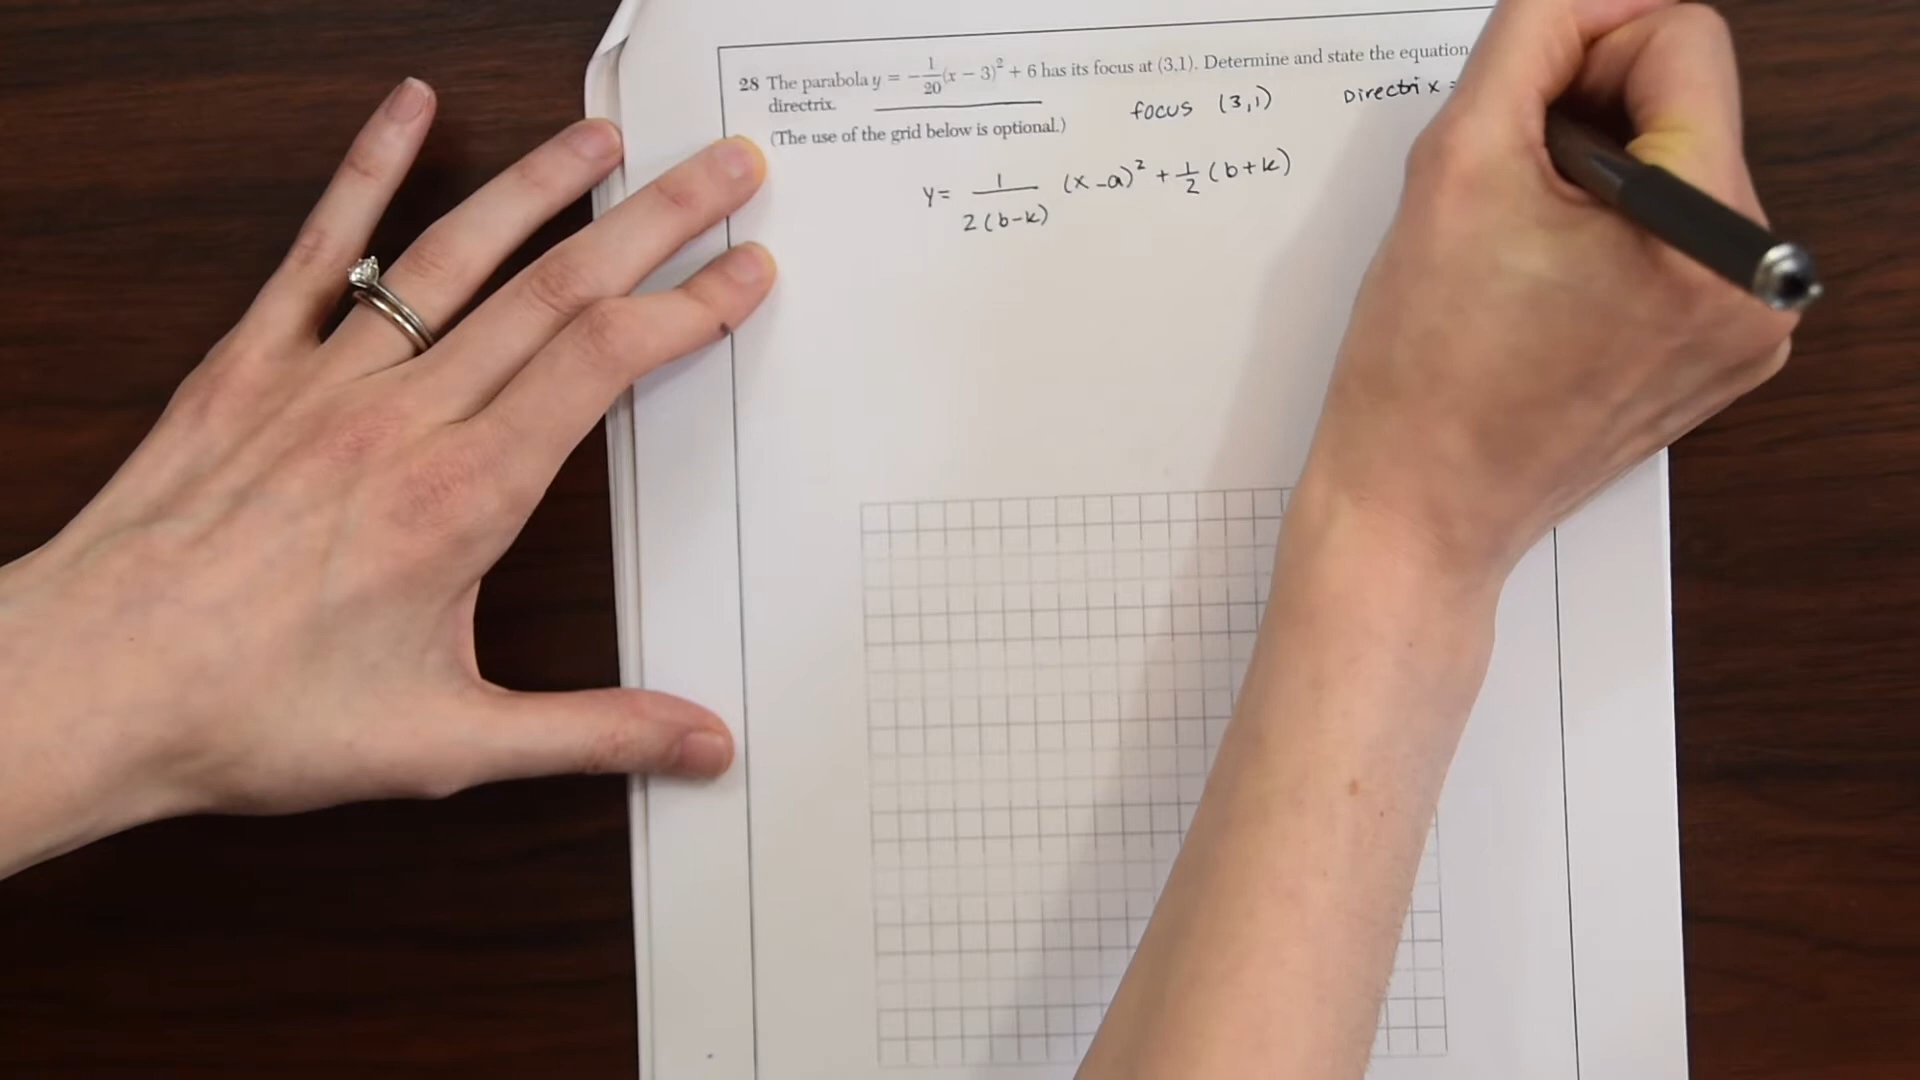 28 The parabola y = -1/20(x - 3)² + 6 has its focus at (3,1). Determine and state the equation
directrix.
(The use of the grid below is optional.)
focus (3,1)
Directrix =
y = 1/2(b-k) (x-a)² + 1/2 (b+k)